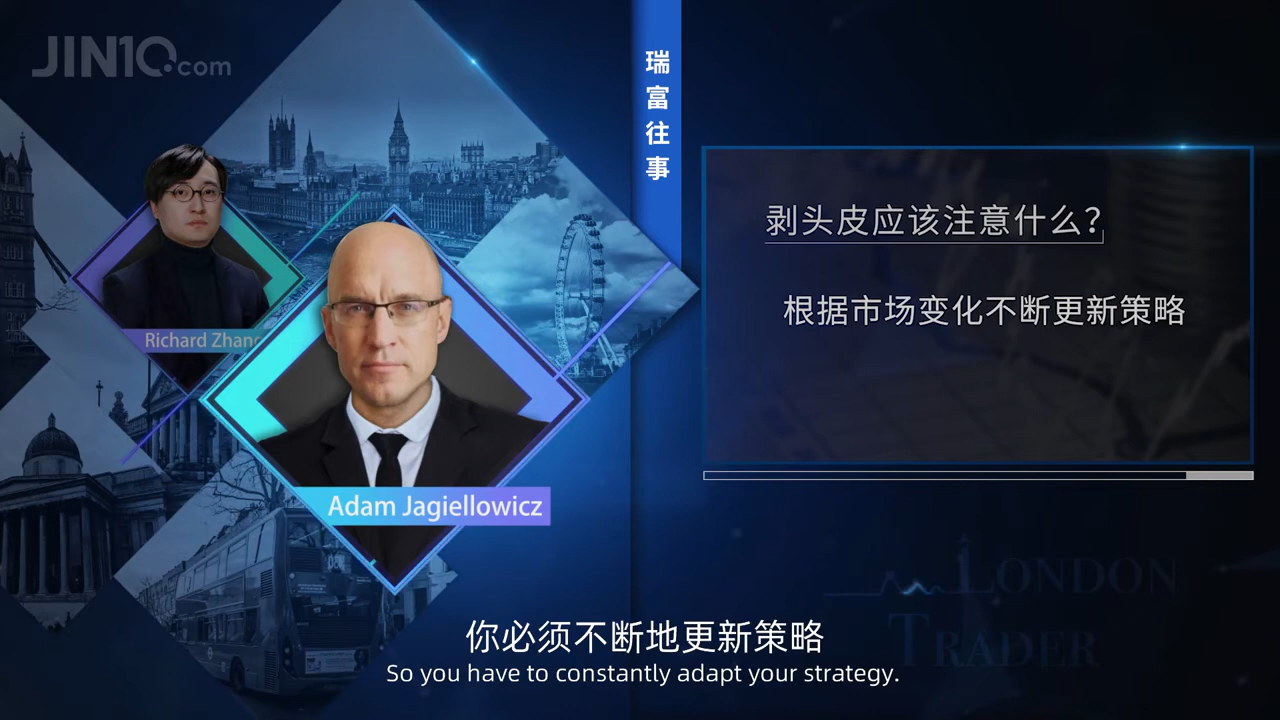 JIN10.com
瑞富往事
剥头皮应该注意什么？
根据市场变化不断更新策略
Richard Zhang
Adam Jagiellowicz
LONDON
TRADER
你必须不断地更新策略
So you have to constantly adapt your strategy.